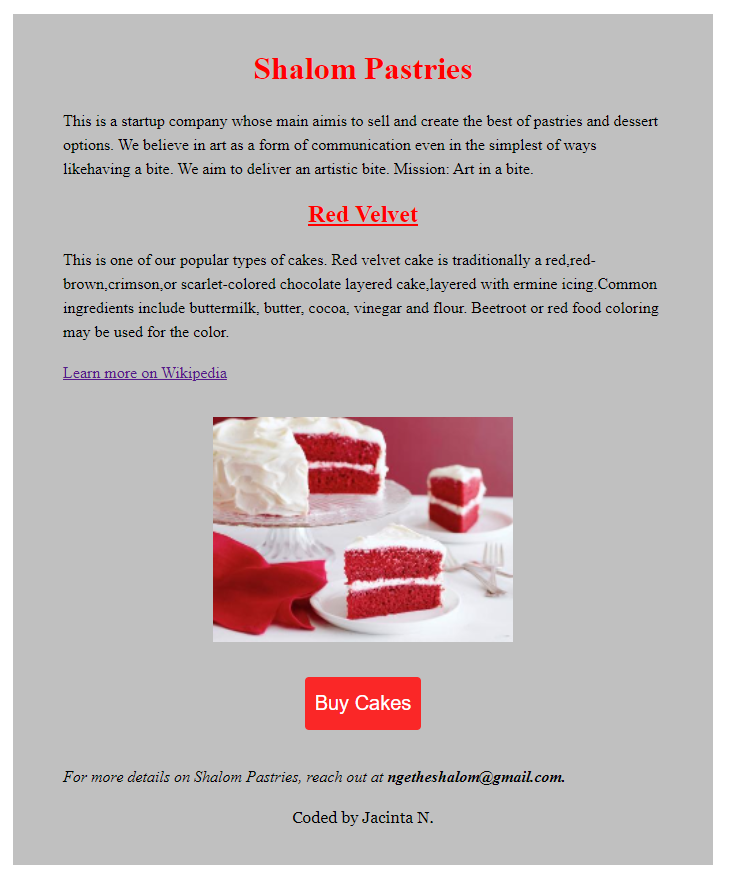 Shalom Pastries
This is a startup company whose main aimis to sell and create the best of pastries and dessert
options. We believe in art as a form of communication even in the simplest of ways
likehaving a bite. We aim to deliver an artistic bite. Mission: Art in a bite.
Red Velvet
This is one of our popular types of cakes. Red velvet cake is traditionally a red,red-
brown,crimson,or scarlet-colored chocolate layered cake,layered with ermine icing.Common
ingredients include buttermilk, butter, cocoa, vinegar and flour. Beetroot or red food coloring
may be used for the color.
Learn more on Wikipedia
Buy Cakes
For more details on Shalom Pastries, reach out at ngetheshalom@gmail.com.
Coded by Jacinta N.